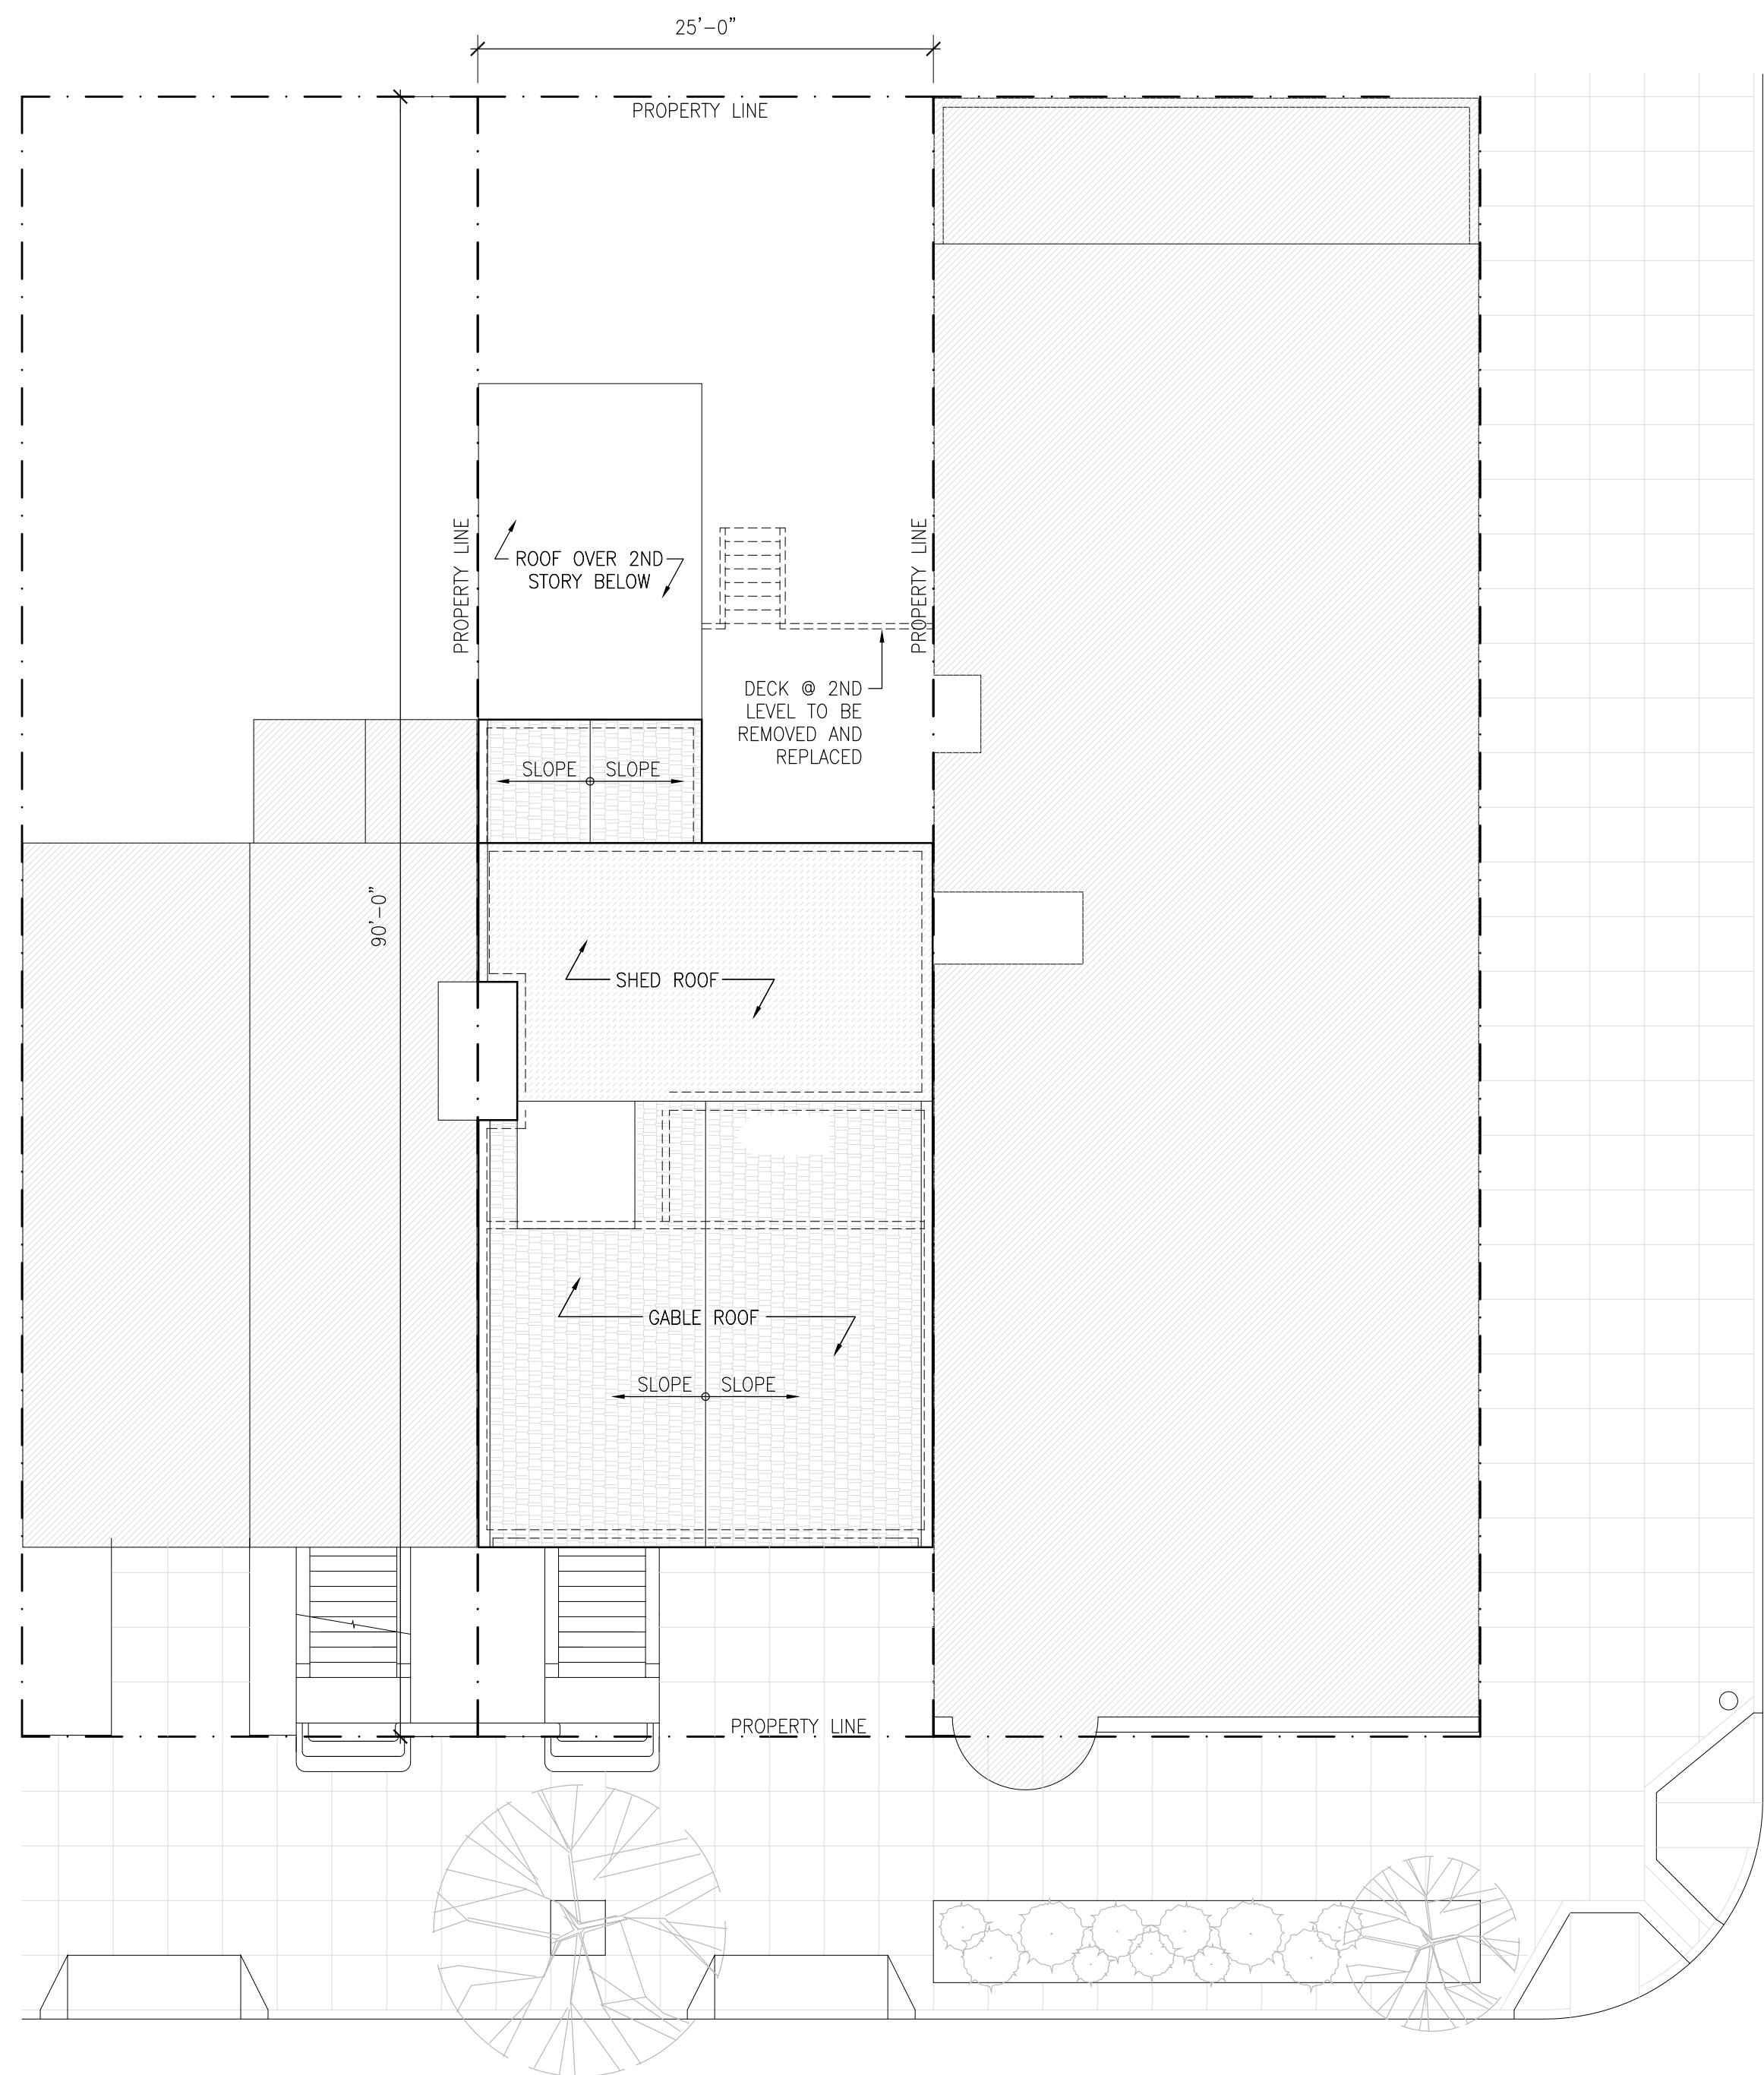 25'-0"
PROPERTY LINE
PROPERTY LINE
PROPERTY LINE
ROOF OVER 2ND
STORY BELOW
DECK @ 2ND
LEVEL TO BE
REMOVED AND
REPLACED
SLOPE SLOPE
90'-0"
SHED ROOF
GABLE ROOF
SLOPE SLOPE
PROPERTY LINE